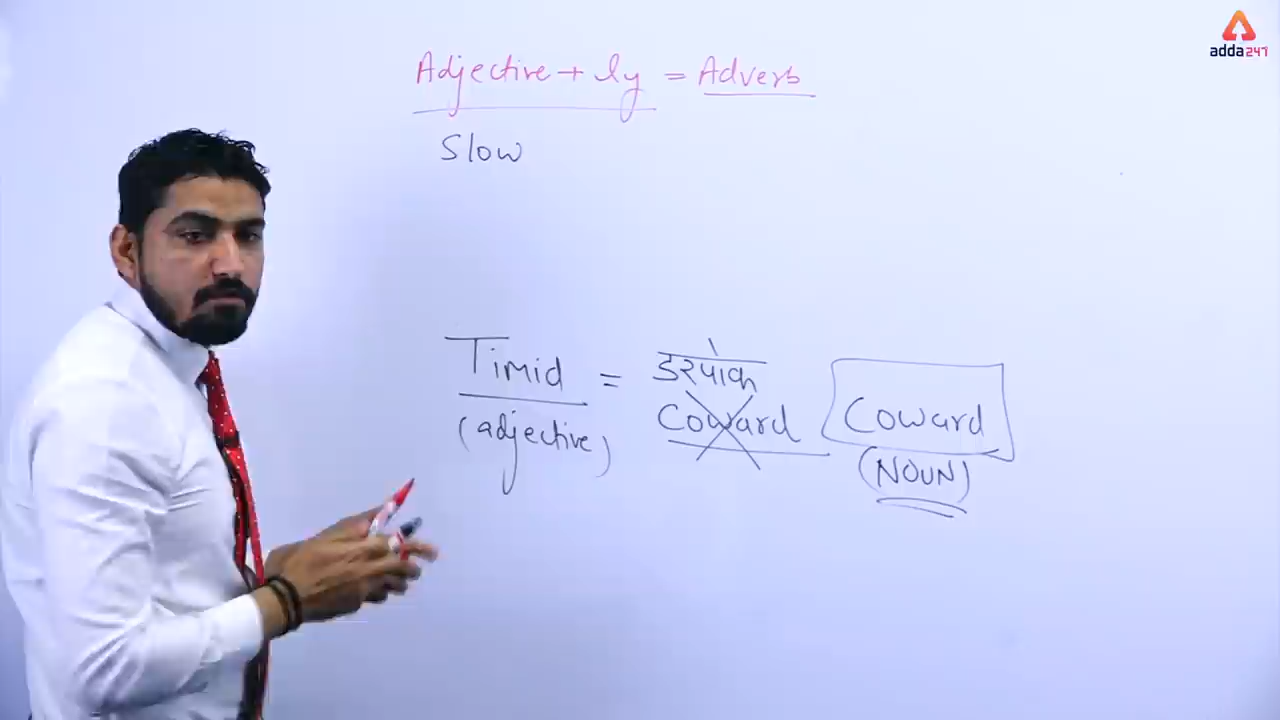 adda247
Adjective + ly = Adverb
Slow
Timid = डरपोक
(adjective) Coward Coward
(NOUN)